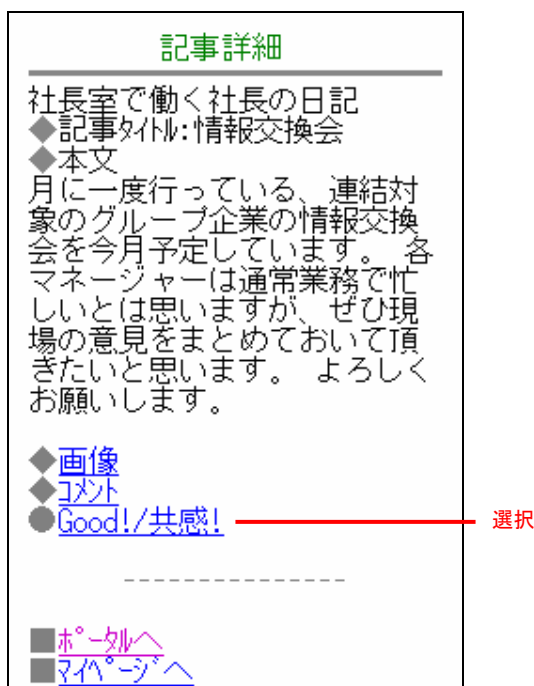 記事詳細
社長室で働く社長の日記
◆記事ﾀｲﾄﾙ:情報交換会
◆本文
月に一度行っている、連結対
象のグループ企業の情報交換
会を今月予定しています。 各
マネージャーは通常業務で忙
しいとは思いますが、ぜひ現
場の意見をまとめておいて頂
きたいと思います。 よろしく
お願いします。
◆画像
◆ｺﾒﾝﾄ
●Good!/共感!
選択
---------------
■ﾎﾟｰﾀﾙへ
■ﾏｲﾍﾟｰｼﾞへ